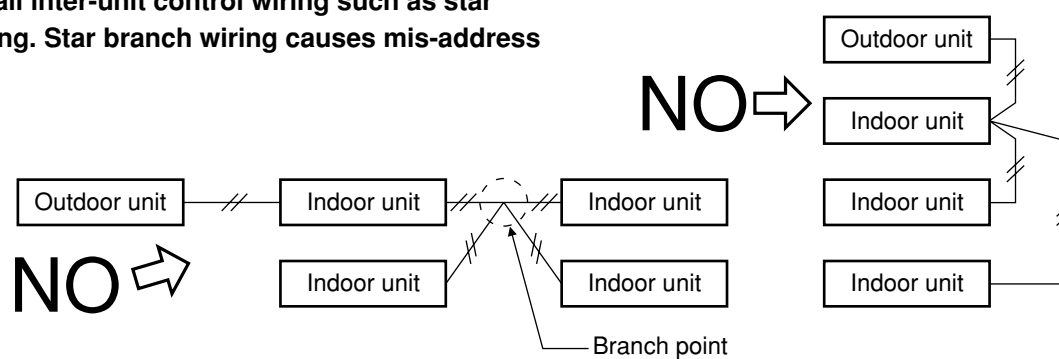 all inter-unit control wiring such as star
ng. Star branch wiring causes mis-address
Outdoor unit
NO
Indoor unit
Outdoor unit
Indoor unit
Indoor unit
Indoor unit
NO
Indoor unit
Indoor unit
Indoor unit
Branch point